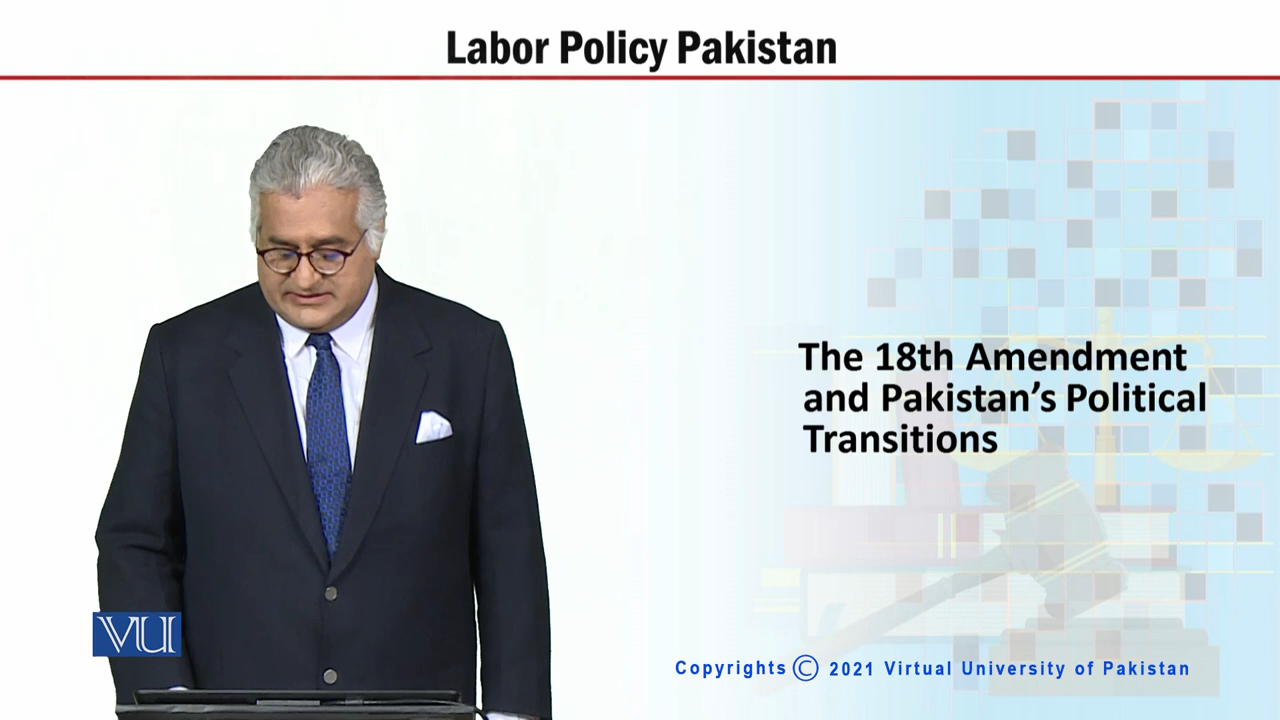 Labor Policy Pakistan
The 18th Amendment
and Pakistan’s Political
Transitions
VU
Copyrights © 2021 Virtual University of Pakistan